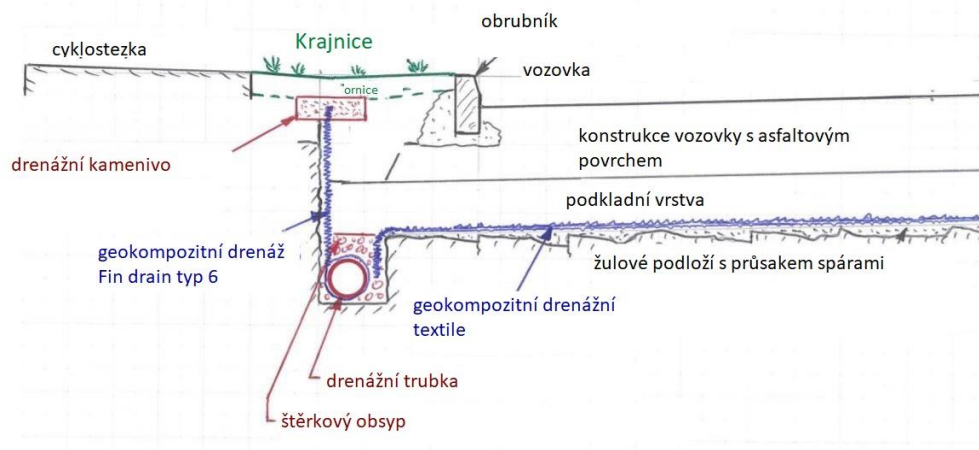 obrubník
cyklostezka
Krajnice
vozovka
ornice
konstrukce vozovky s asfaltovým
povrchem
drenážní kamenivo
podkladní vrstva
geokompozitní drenáž
Fin drain typ 6
žulové podloží s průsakem spárami
geokompozitní drenážní
textile
drenážní trubka
štěrkový obsyp